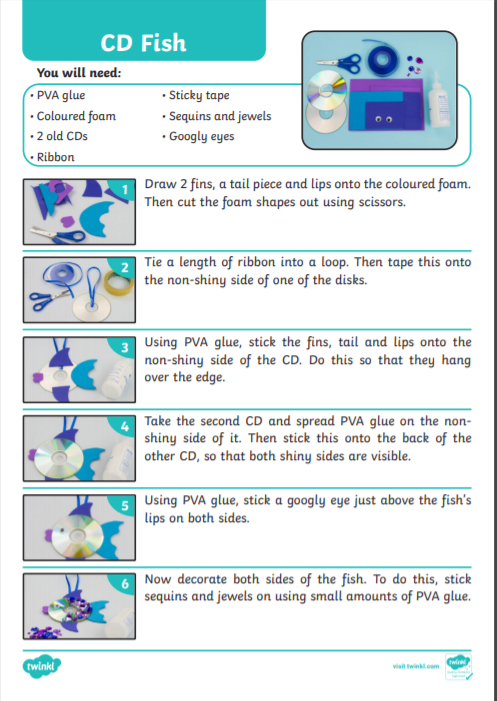 CD Fish
You will need:
• PVA glue
• Coloured foam
• 2 old CDs
• Ribbon
• Sticky tape
• Sequins and jewels
• Googly eyes
1
Draw 2 fins, a tail piece and lips onto the coloured foam.
Then cut the foam shapes out using scissors.
2
Tie a length of ribbon into a loop. Then tape this onto
the non-shiny side of one of the disks.
3
Using PVA glue, stick the fins, tail and lips onto the
non-shiny side of the CD. Do this so that they hang
over the edge.
4
Take the second CD and spread PVA glue on the non-
shiny side of it. Then stick this onto the back of the
other CD, so that both shiny sides are visible.
5
Using PVA glue, stick a googly eye just above the fish's
lips on both sides.
6
Now decorate both sides of the fish. To do this, stick
sequins and jewels on using small amounts of PVA glue.
twinkl
visit twinkl.com
twinkl